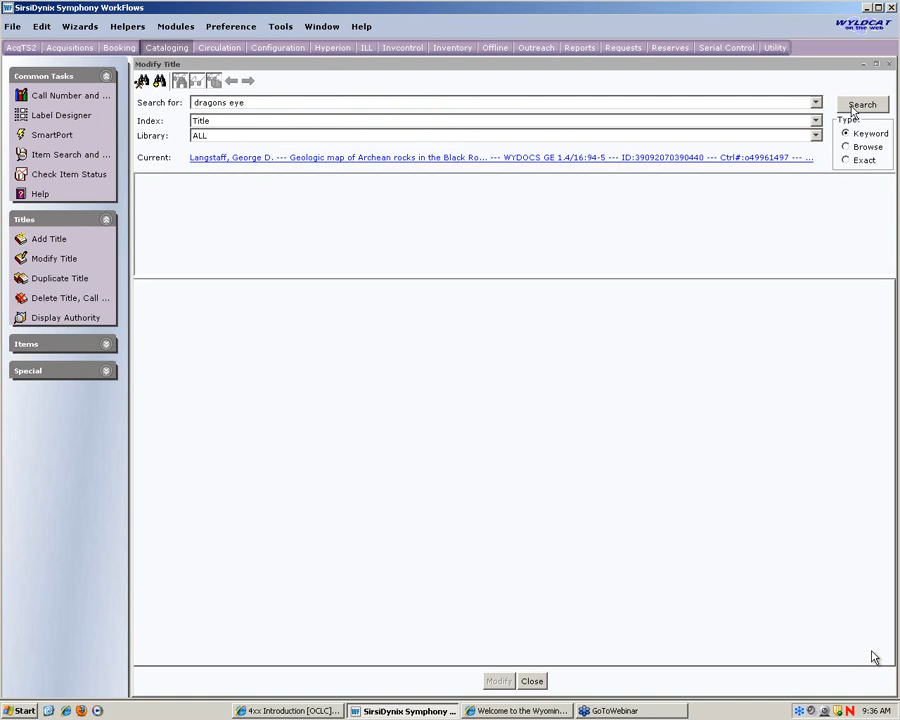 SirsiDynix Symphony WorkFlows
File Edit Wizards Helpers Modules Preference Tools Window Help
WYLDCAT
on the web
AcqTS2 Acquisitions Booking Cataloging Circulation Configuration Hyperion ILL Invcontrol Inventory Offline Outreach Reports Requests Reserves Serial Control Utility
Common Tasks
Call Number and ...
Label Designer
SmartPort
Item Search and ...
Check Item Status
Help
Titles
Add Title
Modify Title
Duplicate Title
Delete Title, Call ...
Display Authority
Items
Special
Modify Title
Search for: dragons eye
Search
Index: Title
Type:
Library: ALL
Keyword
Browse
Exact
Current: Langstaff, George D. --- Geologic map of Archean rocks in the Black Ro... --- WYDOCS GE 1.4/16:94-5 --- ID:39092070390440 --- Ctrl#:o49961497 --- ...
Modify Close
Start 4xx Introduction [OCLC]... SirsiDynix Symphony ... Welcome to the Wyomin... GoToWebinar 9:36 AM